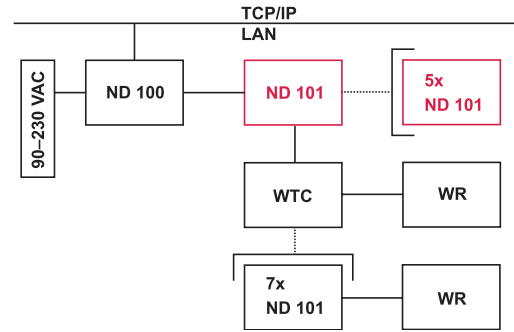 TCP/IP
LAN
90–230 VAC
ND 100
ND 101
5x
ND 101
WTC
WR
7x
ND 101
WR